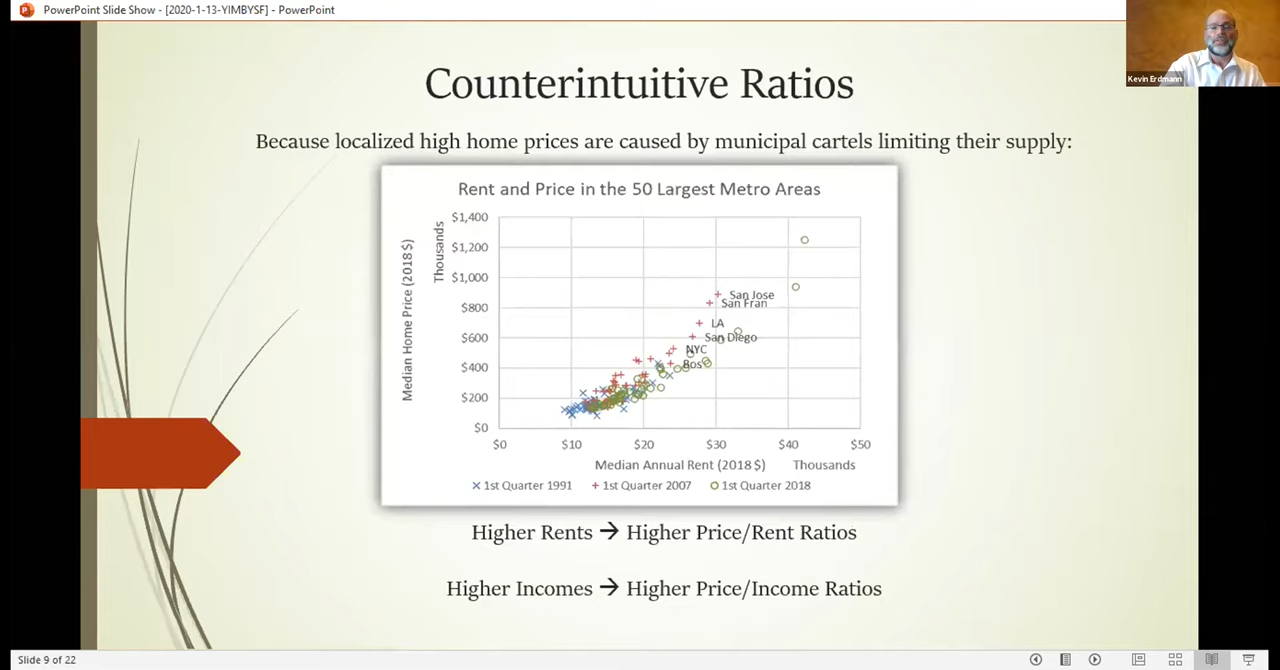 PowerPoint Slide Show - [2020-1-13-YIMBYSF] - PowerPoint
Kevin Erdmann
Counterintuitive Ratios
Because localized high home prices are caused by municipal cartels limiting their supply:
Rent and Price in the 50 Largest Metro Areas
Median Home Price (2018 $)
Thousands
$1,400
$1,200
$1,000
$800
$600
$400
$200
$0
San Jose
San Fran
LA
San Diego
NYC
Bos
$0 $10 $20 $30 $40 $50
Median Annual Rent (2018 $) Thousands
× 1st Quarter 1991 + 1st Quarter 2007 ○ 1st Quarter 2018
Higher Rents → Higher Price/Rent Ratios
Higher Incomes → Higher Price/Income Ratios
Slide 9 of 22